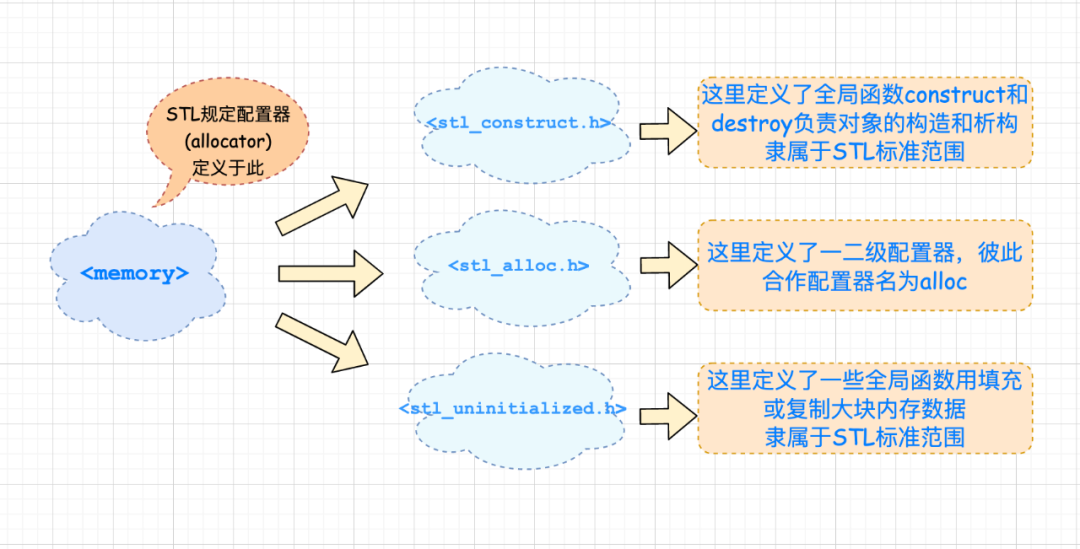 STL规定配置器
(allocator)
定义于此
<memory>
<stl_construct.h>
这里定义了全局函数construct和
destroy负责对象的构造和析构
隶属于STL标准范围
<stl_alloc.h>
这里定义了一二级配置器，彼此
合作配置器名为alloc
<stl_uninitialized.h>
这里定义了一些全局函数用填充
或复制大块内存数据
隶属于STL标准范围